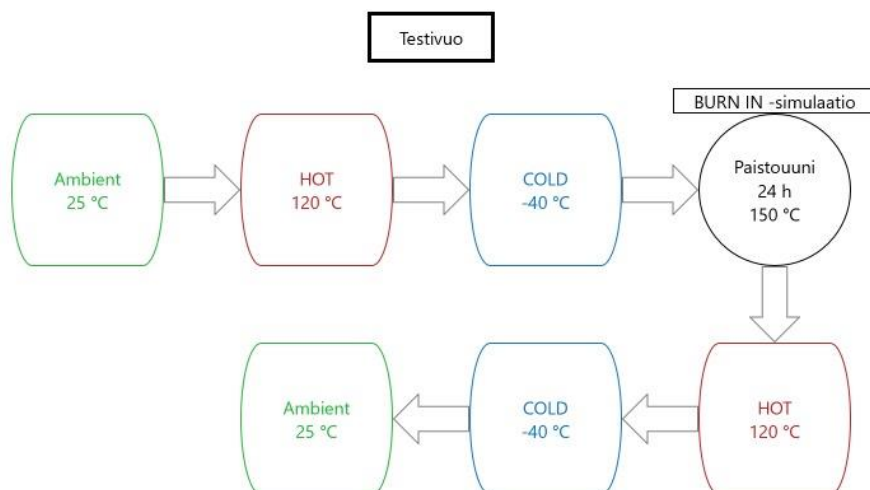 Testivuo
BURN IN -simulaatio
Ambient
25 °C
HOT
120 °C
COLD
-40 °C
Paistouuni
24 h
150 °C
Ambient
25 °C
COLD
-40 °C
HOT
120 °C